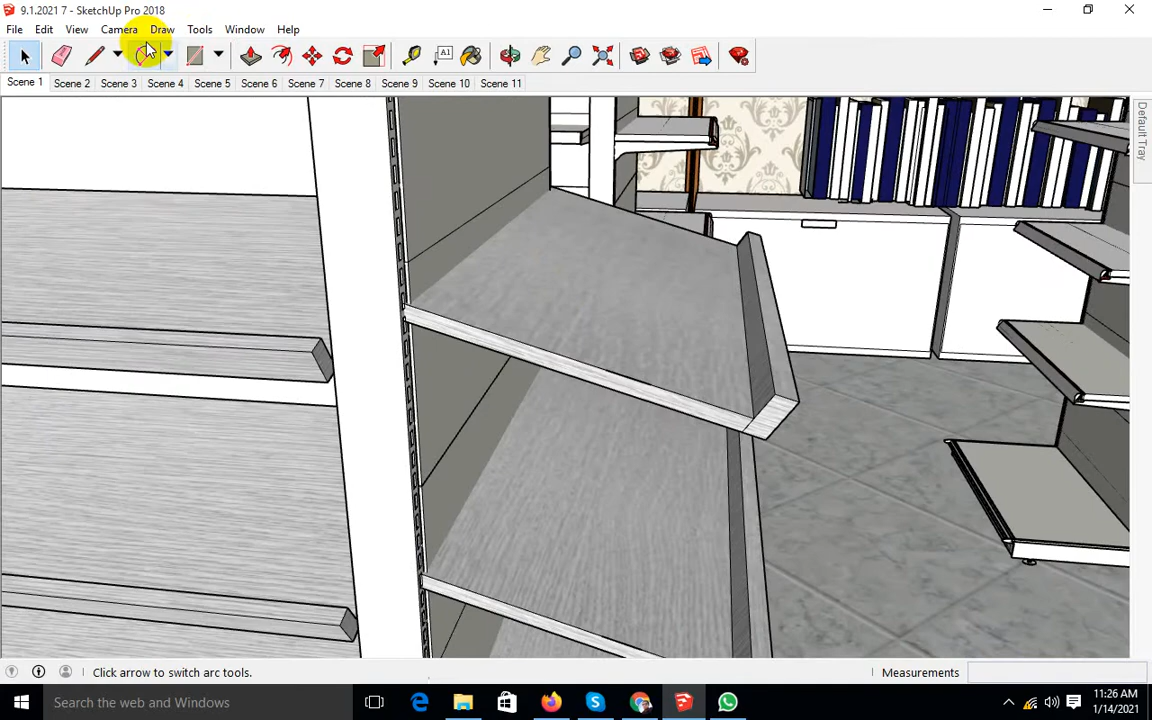 9.1.2021 7 - SketchUp Pro 2018
File Edit View Camera Draw Tools Window Help
A1
Scene 1 Scene 2 Scene 3 Scene 4 Scene 5 Scene 6 Scene 7 Scene 8 Scene 9 Scene 10 Scene 11
Default Tray
Click arrow to switch arc tools.
Measurements
Search the web and Windows
11:26 AM
1/14/2021